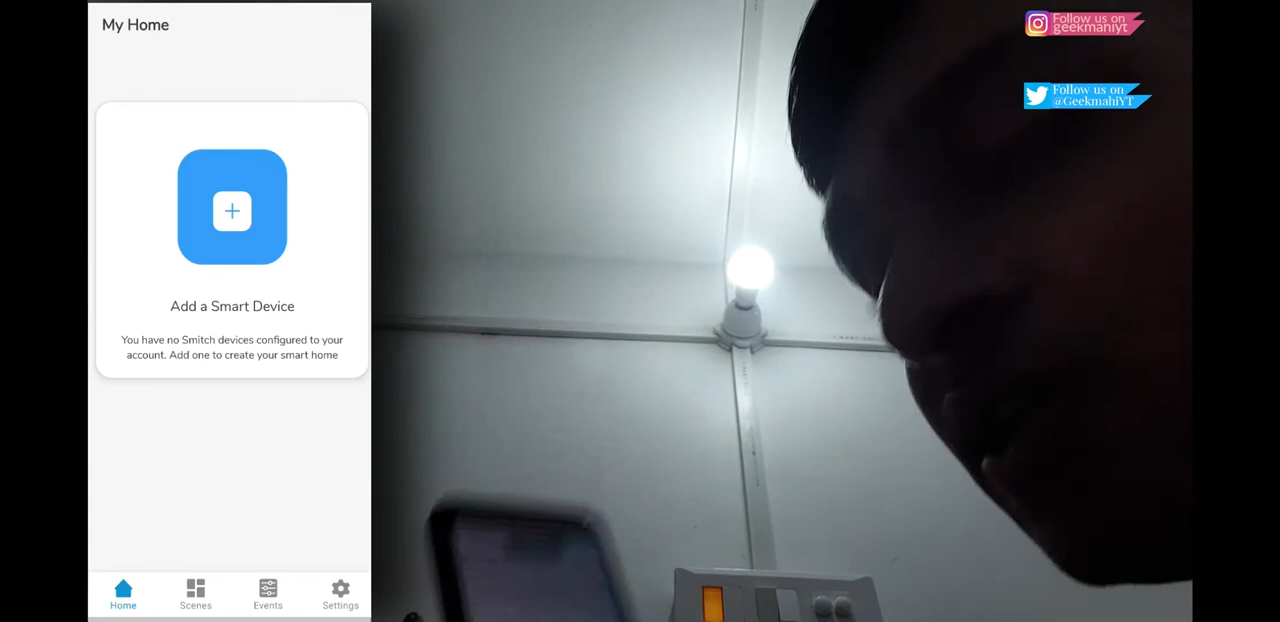 My Home
Add a Smart Device
You have no Smitch devices configured to your
account. Add one to create your smart home
Home
Scenes
Events
Settings
Follow us on
geekmahiyt
Follow us on
@GeekmahiYT